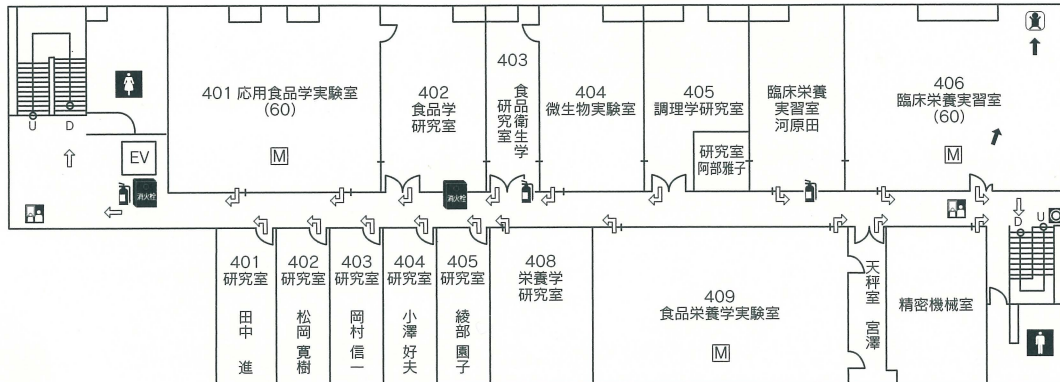 401 応用食品学実験室
(60)
M
402
食品学
研究室
403
食品衛生学
研究室
404
微生物実験室
405
調理学研究室
研究室
阿部雅子
臨床栄養
実習室
河原田
406
臨床栄養実習室
(60)
M
U
D
EV
消火栓
消火栓
D
U
401
研究室
田中 進
402
研究室
松岡 寛樹
403
研究室
岡村 信一
404
研究室
小澤 好夫
405
研究室
綾部 園子
408
栄養学
研究室
409
食品栄養学実験室
M
天秤室 宮澤
精密機械室